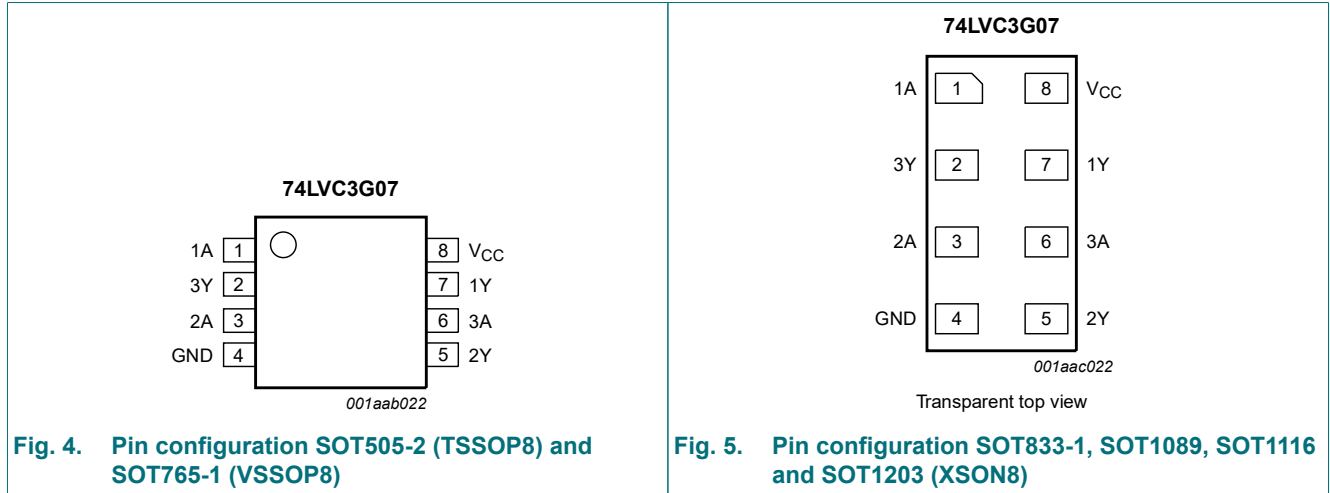 74LVC3G07
1A 1 8 VCC
3Y 2 7 1Y
2A 3 6 3A
GND 4 5 2Y
001aab022
Fig. 4. Pin configuration SOT505-2 (TSSOP8) and
SOT765-1 (VSSOP8)
74LVC3G07
1A 1 8 VCC
3Y 2 7 1Y
2A 3 6 3A
GND 4 5 2Y
001aac022
Transparent top view
Fig. 5. Pin configuration SOT833-1, SOT1089, SOT1116
and SOT1203 (XSON8)